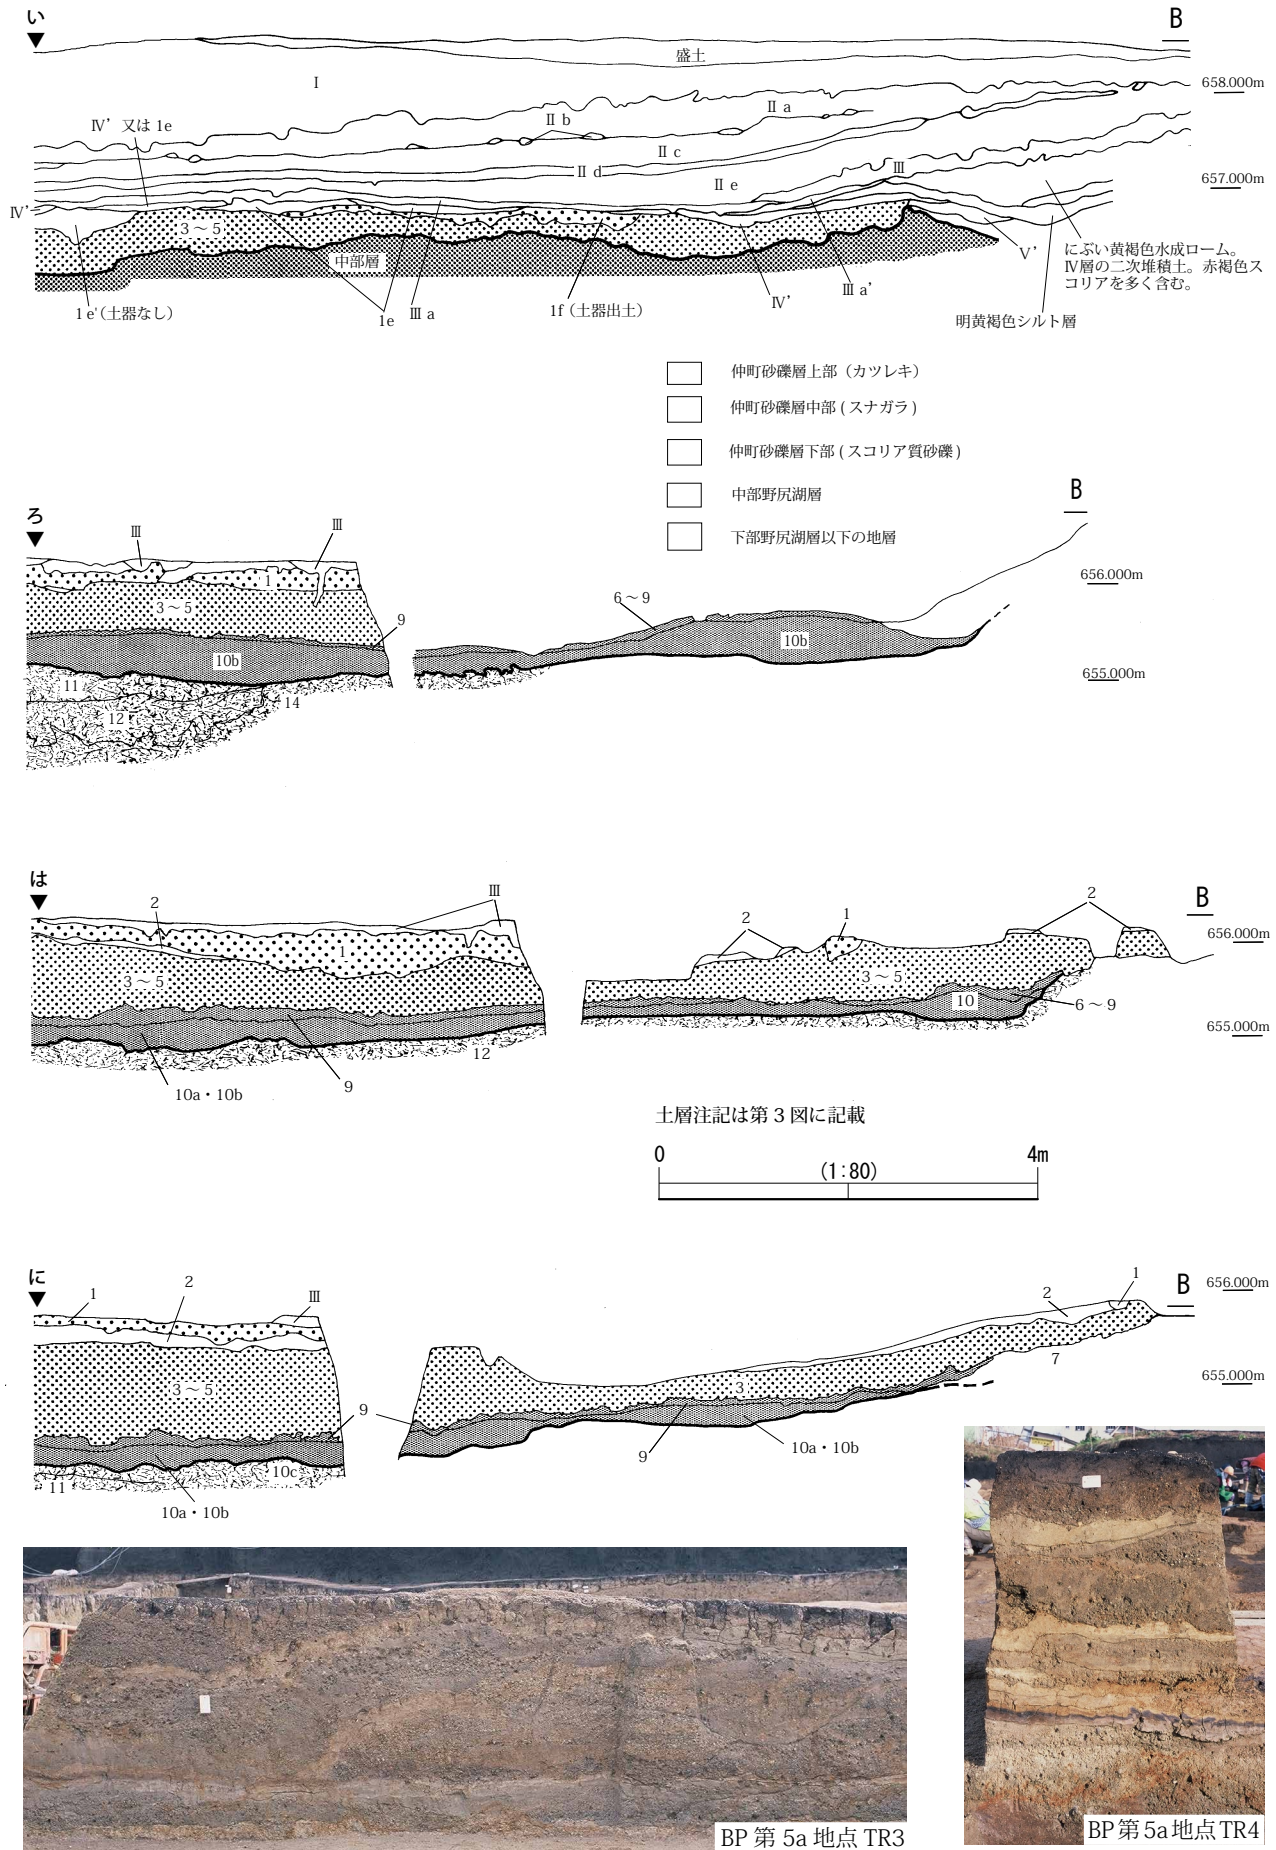 い
B
盛土
658.000m
Ⅰ
Ⅱ a
Ⅱ b
Ⅳ’ 又は 1e
Ⅱ c
Ⅱ d
Ⅲ
657.000m
Ⅱ e
Ⅳ’
3～5
中部層
Ⅴ’
にぶい黄褐色水成ローム。
Ⅳ層の二次堆積土。赤褐色ス
コリアを多く含む。
1 e'（土器なし）
1e
Ⅲ a
1f（土器出土）
Ⅳ’
Ⅲ a’
明黄褐色シルト層
仲町砂礫層上部（カツレキ）
仲町砂礫層中部 ( スナガラ )
仲町砂礫層下部 ( スコリア質砂礫 )
中部野尻湖層
下部野尻湖層以下の地層
ろ
B
Ⅲ
Ⅲ
656.000m
1
3～5
6～9
9
10b
10b
655.000m
11
14
12
は
B
2
Ⅲ
2
1
2
656.000m
1
3～5
3～5
10
6～9
655.000m
12
10a・10b
9
土層注記は第 3 図に記載
0
4m
(1:80)
に
B
1
2
Ⅲ
2
1
656.000m
7
655.000m
3～5
3
9
9
10a・10b
11
10c
10a・10b
BP 第 5a 地点 TR3
BP 第 5a 地点 TR4